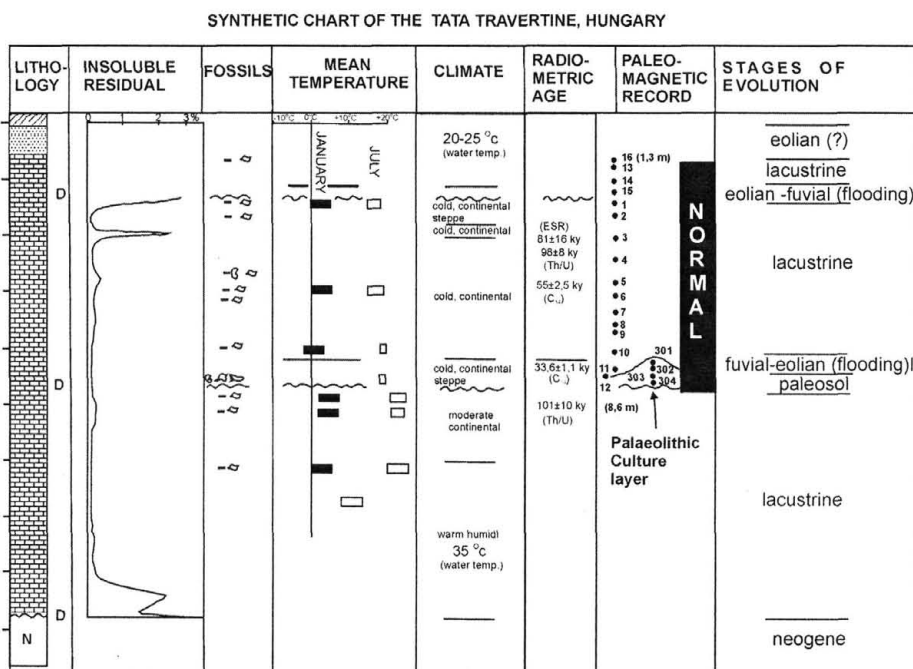 SYNTHETIC CHART OF THE TATA TRAVERTINE, HUNGARY
LITHO-
LOGY
INSOLUBLE
RESIDUAL
FOSSILS
MEAN
TEMPERATURE
CLIMATE
RADIO-
METRIC
AGE
PALEO-
MAGNETIC
RECORD
STAGES OF
EVOLUTION
0 1 2 3%
-10°C 0°C +10°C +20°C
JANUARY
JULY
D
D
D
N
20-25 °c
(water temp.)
cold, continental
steppe
cold, continental
cold, continental
cold, continental
steppe
moderate
continental
warm humidl
35 °c
(water temp.)
(ESR)
81±16 ky
98±8 ky
(Th/U)
55±2,5 ky
(C₁₄)
33,6±1,1 ky
(C₁₄)
101±10 ky
(Th/U)
16 (1,3 m)
13
14
15
1
2
3
4
5
6
7
8
9
10
301
11
302
303
304
12
(8,6 m)
Palaeolithic
Culture
layer
NORMAL
eolian (?)
lacustrine
eolian -fuvial (flooding)
lacustrine
fuvial-eolian (flooding)l
paleosol
lacustrine
neogene